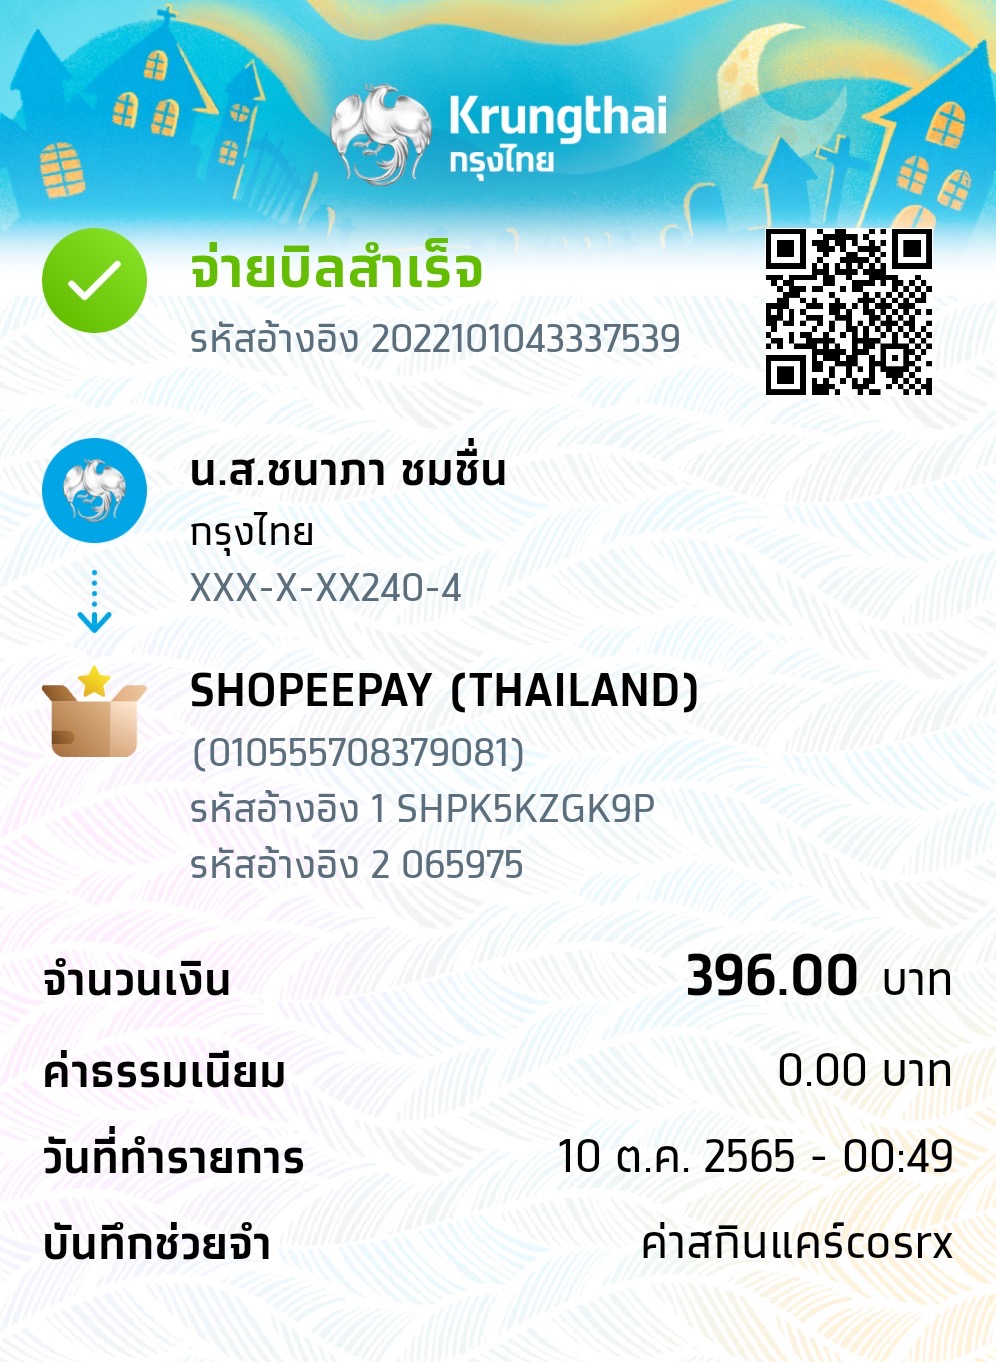 Krungthai
กรุงไทย
จ่ายบิลสำเร็จ
รหัสอ้างอิง 2022101043337539
น.ส.ชนาภา ชมชื่น
กรุงไทย
XXX-X-XX240-4
SHOPEEPAY (THAILAND)
(010555708379081)
รหัสอ้างอิง 1 SHPK5KZGK9P
รหัสอ้างอิง 2 065975
จำนวนเงิน 396.00 บาท
ค่าธรรมเนียม 0.00 บาท
วันที่ทำรายการ 10 ต.ค. 2565 - 00:49
บันทึกช่วยจำ ค่าสกินแคร์cosrx